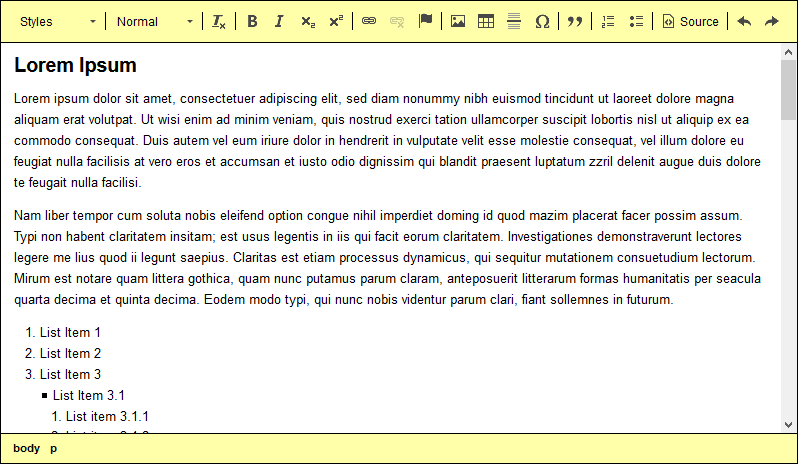 Styles Normal Source
Lorem Ipsum
Lorem ipsum dolor sit amet, consectetuer adipiscing elit, sed diam nonummy nibh euismod tincidunt ut laoreet dolore magna
aliquam erat volutpat. Ut wisi enim ad minim veniam, quis nostrud exerci tation ullamcorper suscipit lobortis nisl ut aliquip ex ea
commodo consequat. Duis autem vel eum iriure dolor in hendrerit in vulputate velit esse molestie consequat, vel illum dolore eu
feugiat nulla facilisis at vero eros et accumsan et iusto odio dignissim qui blandit praesent luptatum zzril delenit augue duis dolore
te feugait nulla facilisi.
Nam liber tempor cum soluta nobis eleifend option congue nihil imperdiet doming id quod mazim placerat facer possim assum.
Typi non habent claritatem insitam; est usus legentis in iis qui facit eorum claritatem. Investigationes demonstraverunt lectores
legere me lius quod ii legunt saepius. Claritas est etiam processus dynamicus, qui sequitur mutationem consuetudium lectorum.
Mirum est notare quam littera gothica, quam nunc putamus parum claram, anteposuerit litterarum formas humanitatis per seacula
quarta decima et quinta decima. Eodem modo typi, qui nunc nobis videntur parum clari, fiant sollemnes in futurum.
1. List Item 1
2. List Item 2
3. List Item 3
List Item 3.1
1. List item 3.1.1
body p